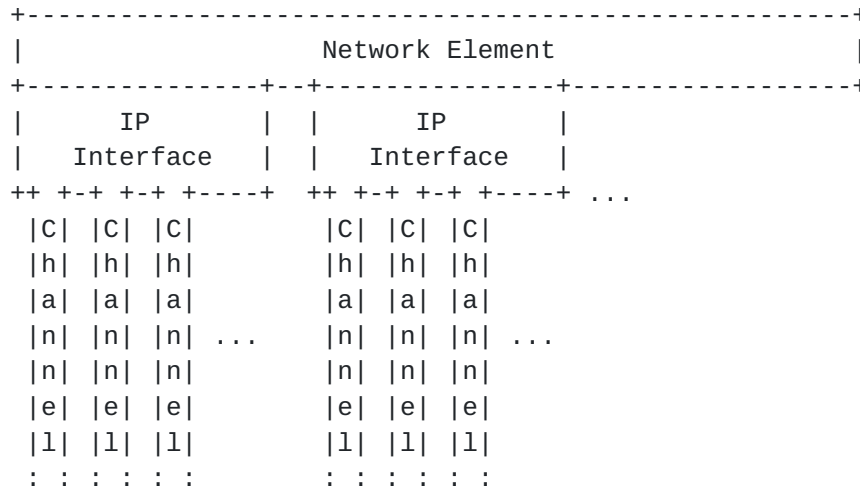 +----------------------------------------------------+
|                   Network Element                   |
+---------------+--+---------------+------------------+
|      IP       |  |      IP       |
|   Interface   |  |   Interface   |
++ +-+ +-+ +----+  ++ +-+ +-+ +----+ ...
 |C| |C| |C|         |C| |C| |C|
 |h| |h| |h|         |h| |h| |h|
 |a| |a| |a|         |a| |a| |a|
 |n| |n| |n| ...     |n| |n| |n| ...
 |n| |n| |n|         |n| |n| |n|
 |e| |e| |e|         |e| |e| |e|
 |l| |l| |l|         |l| |l| |l|
 : : : : : :         : : : : : :